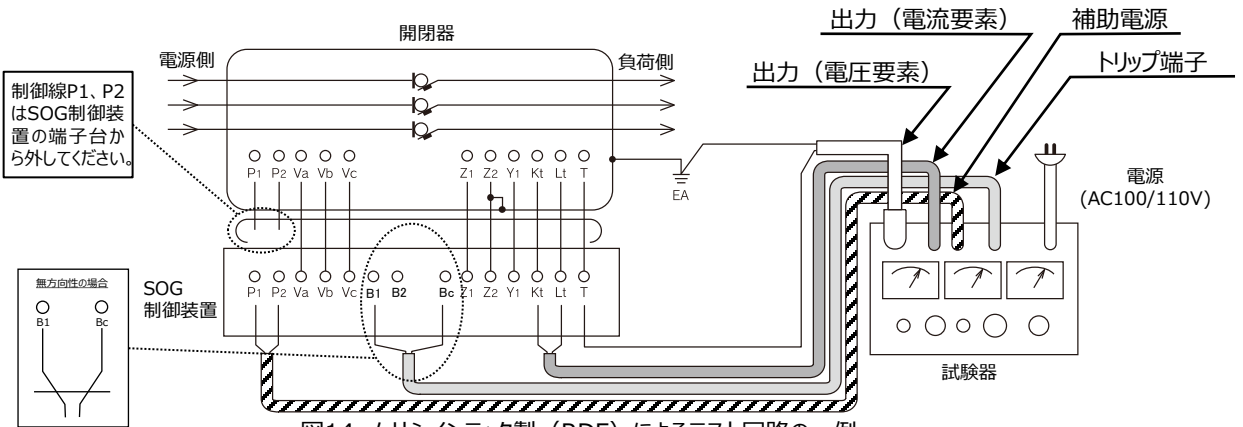 出力（電流要素）
補助電源
開閉器
出力（電圧要素）
トリップ端子
電源側
負荷側
制御線P1、P2
はSOG制御装
置の端子台か
ら外してください。
電源
(AC100/110V)
P1 P2 Va Vb Vc
Z1 Z2 Y1 Kt Lt T
EA
無方向性の場合
B1 Bc
SOG
制御装置
P1 P2 Va Vb Vc B1 B2 Bc Z1 Z2 Y1 Kt Lt T
試験器